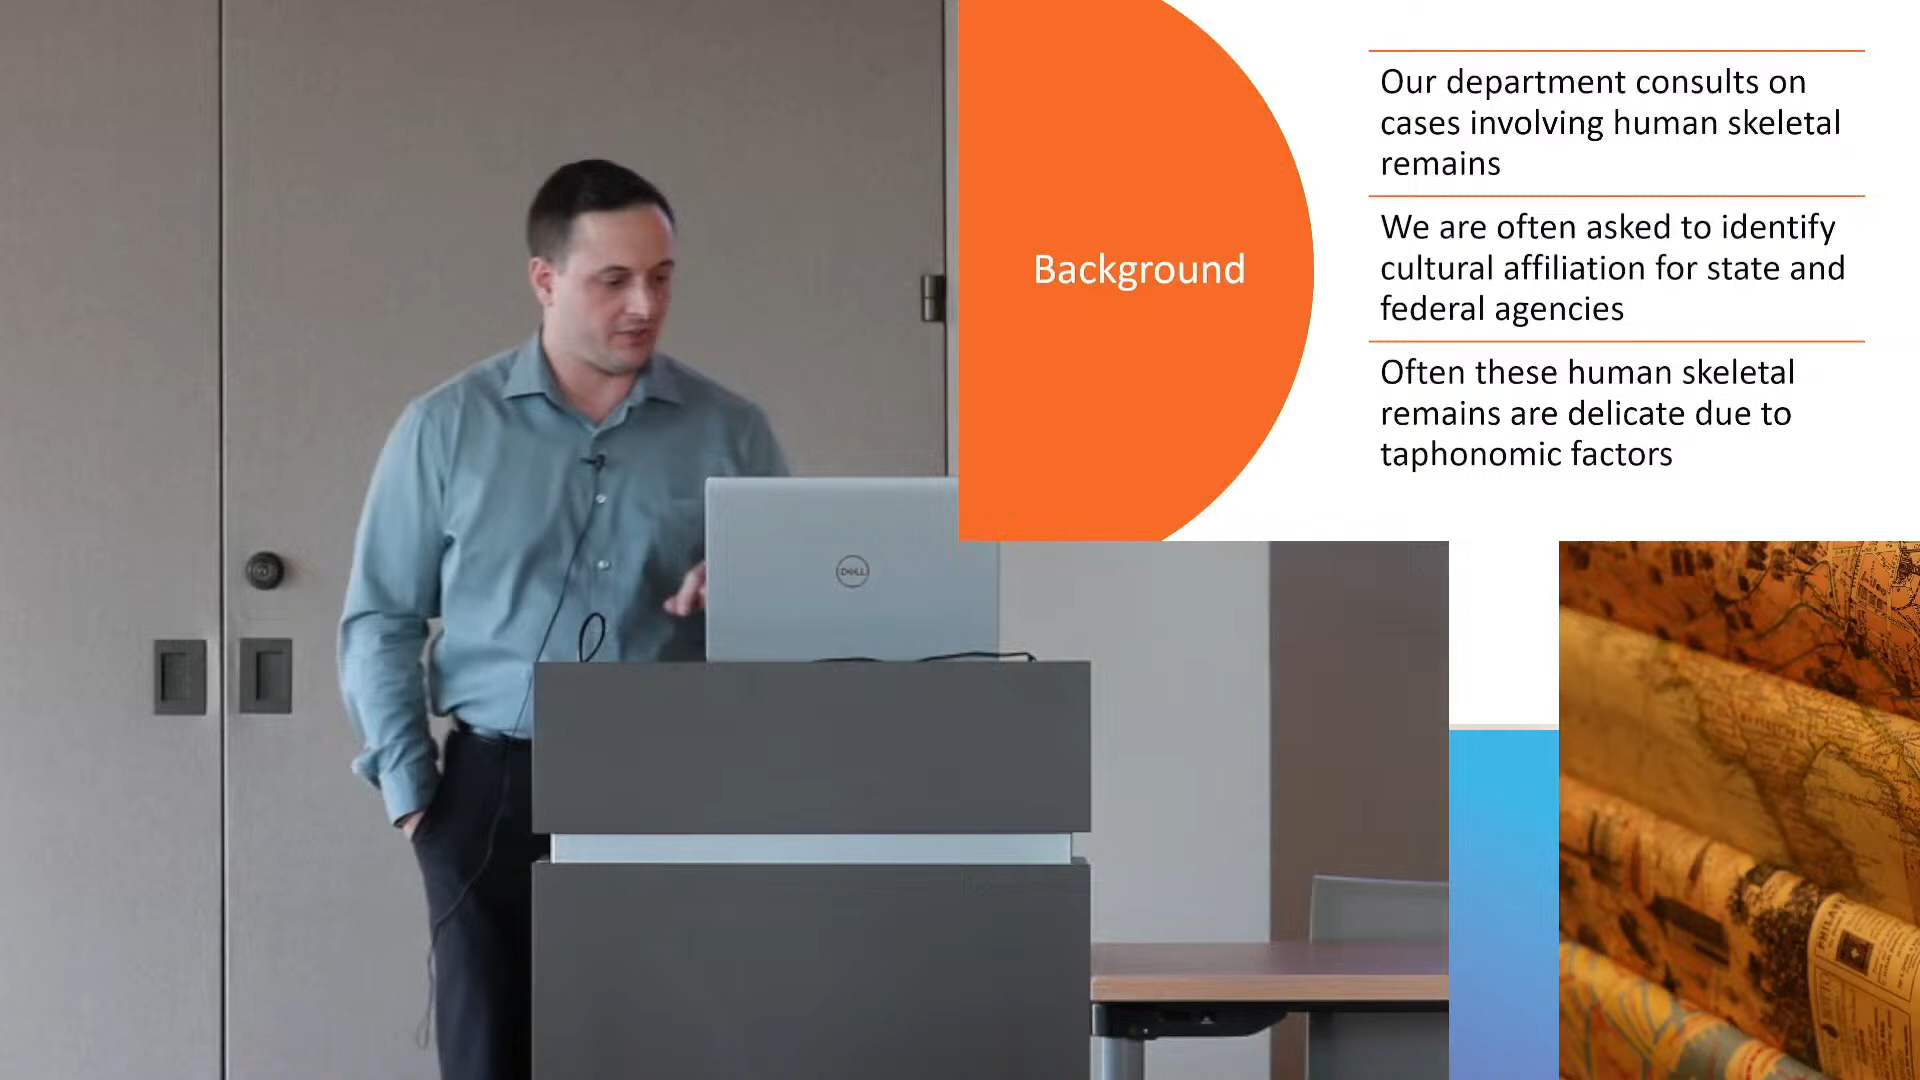 Background
Our department consults on
cases involving human skeletal
remains
We are often asked to identify
cultural affiliation for state and
federal agencies
Often these human skeletal
remains are delicate due to
taphonomic factors
DELL